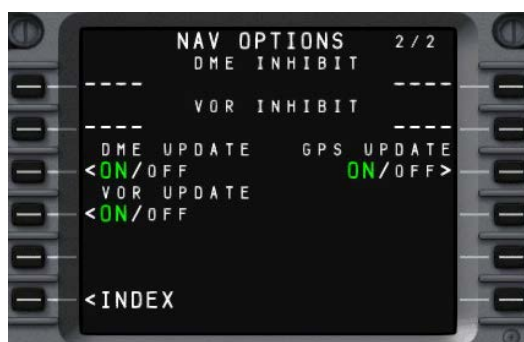 NAV OPTIONS 2/2
DME INHIBIT
---- ----
VOR INHIBIT
---- ----
DME UPDATE GPS UPDATE
<ON/OFF ON/OFF>
VOR UPDATE
<ON/OFF
<INDEX